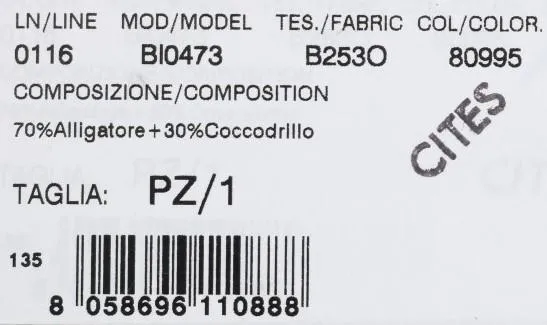 LN/LINE MOD/MODEL TES./FABRIC COL/COLOR.
0116 BI0473 B253O 80995
COMPOSIZIONE/COMPOSITION
70%Alligatore+30%Coccodrillo
CITES
TAGLIA: PZ/1
135
8 058696 110888